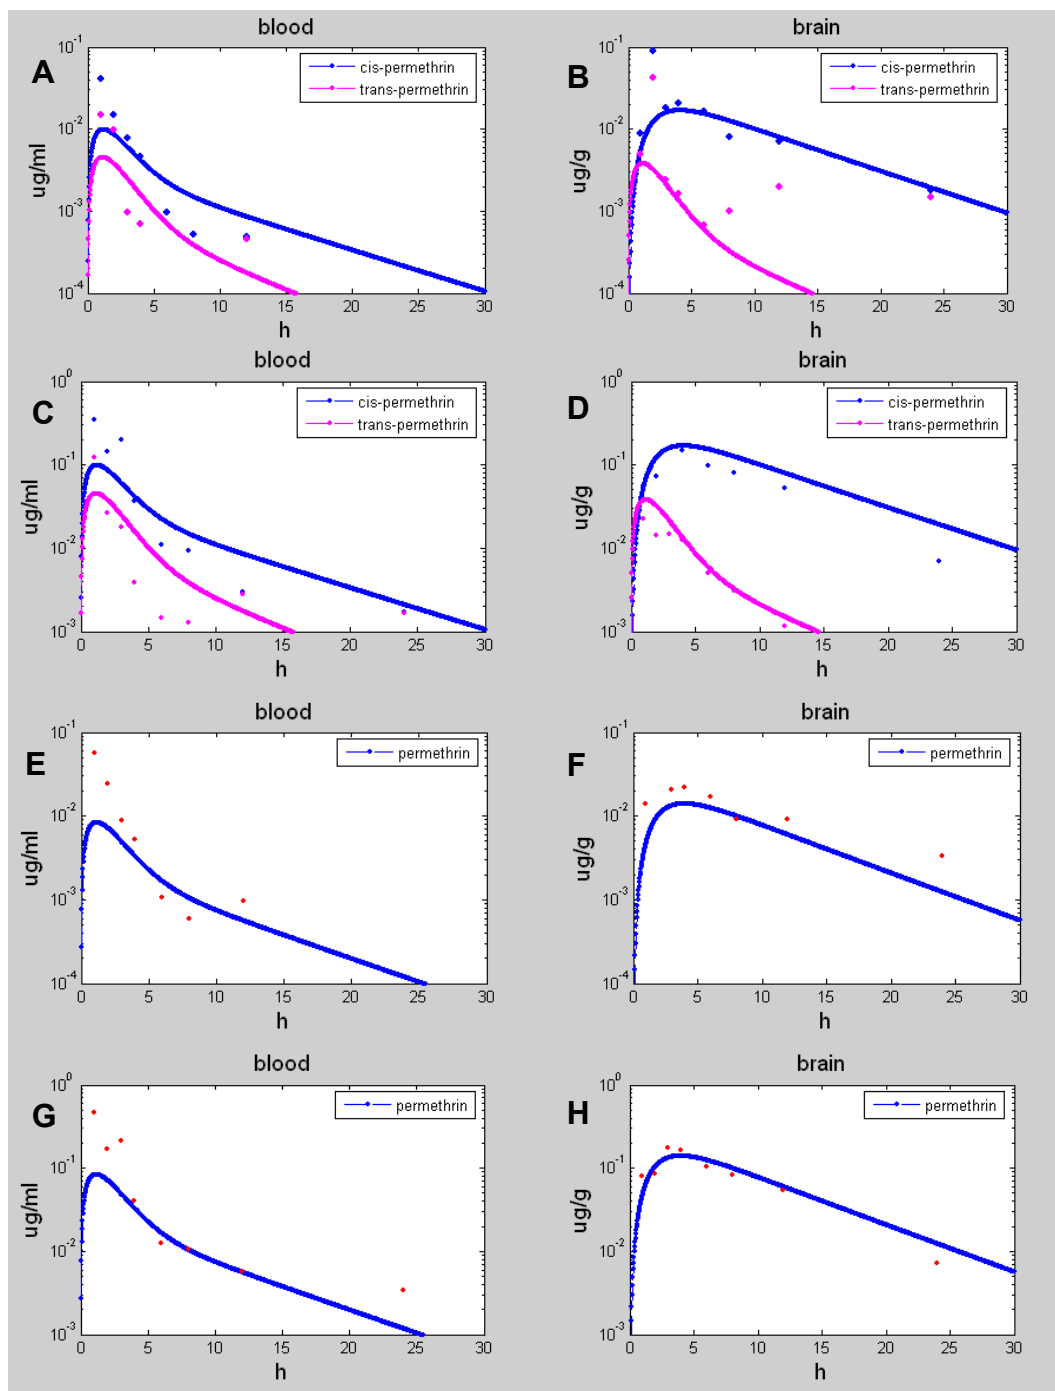 blood
brain
A
B
cis-permethrin
trans-permethrin
cis-permethrin
trans-permethrin
ug/ml
ug/g
10^-1
10^-2
10^-3
10^-4
10^-1
10^-2
10^-3
10^-4
0 5 10 15 20 25 30
0 5 10 15 20 25 30
h
h
blood
brain
C
D
cis-permethrin
trans-permethrin
cis-permethrin
trans-permethrin
ug/ml
ug/g
10^0
10^-1
10^-2
10^-3
10^0
10^-1
10^-2
10^-3
0 5 10 15 20 25 30
0 5 10 15 20 25 30
h
h
blood
brain
E
F
permethrin
permethrin
ug/ml
ug/g
10^-1
10^-2
10^-3
10^-4
10^-1
10^-2
10^-3
10^-4
0 5 10 15 20 25 30
0 5 10 15 20 25 30
h
h
blood
brain
G
H
permethrin
permethrin
ug/ml
ug/g
10^0
10^-1
10^-2
10^-3
10^0
10^-1
10^-2
10^-3
0 5 10 15 20 25 30
0 5 10 15 20 25 30
h
h